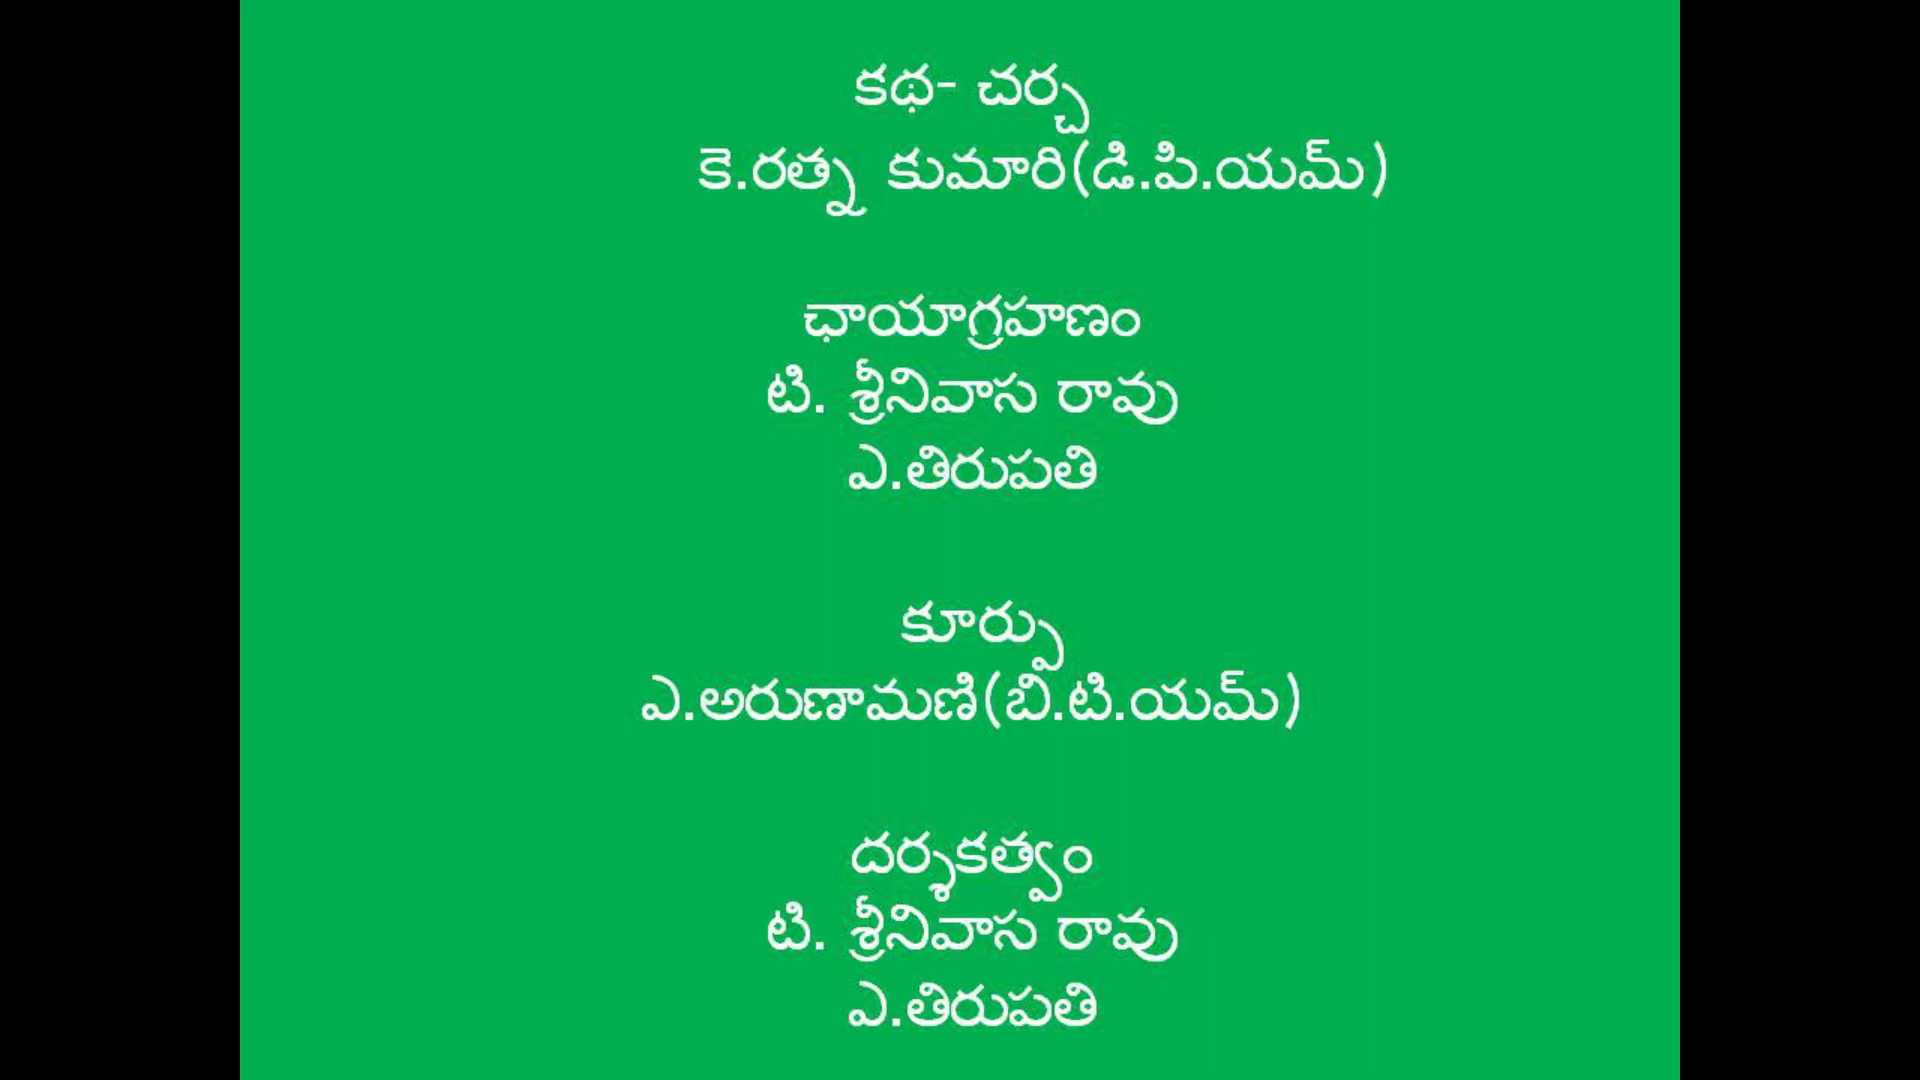 కథ- చర్చ
కె.రత్న కుమారి(డి.పి.యమ్)
ఛాయాగ్రహణం
టి. శ్రీనివాస రావు
ఎ.తిరుపతి
కూర్పు
ఎ.అరుణామణి(బి.టి.యమ్)
దర్శకత్వం
టి. శ్రీనివాస రావు
ఎ.తిరుపతి